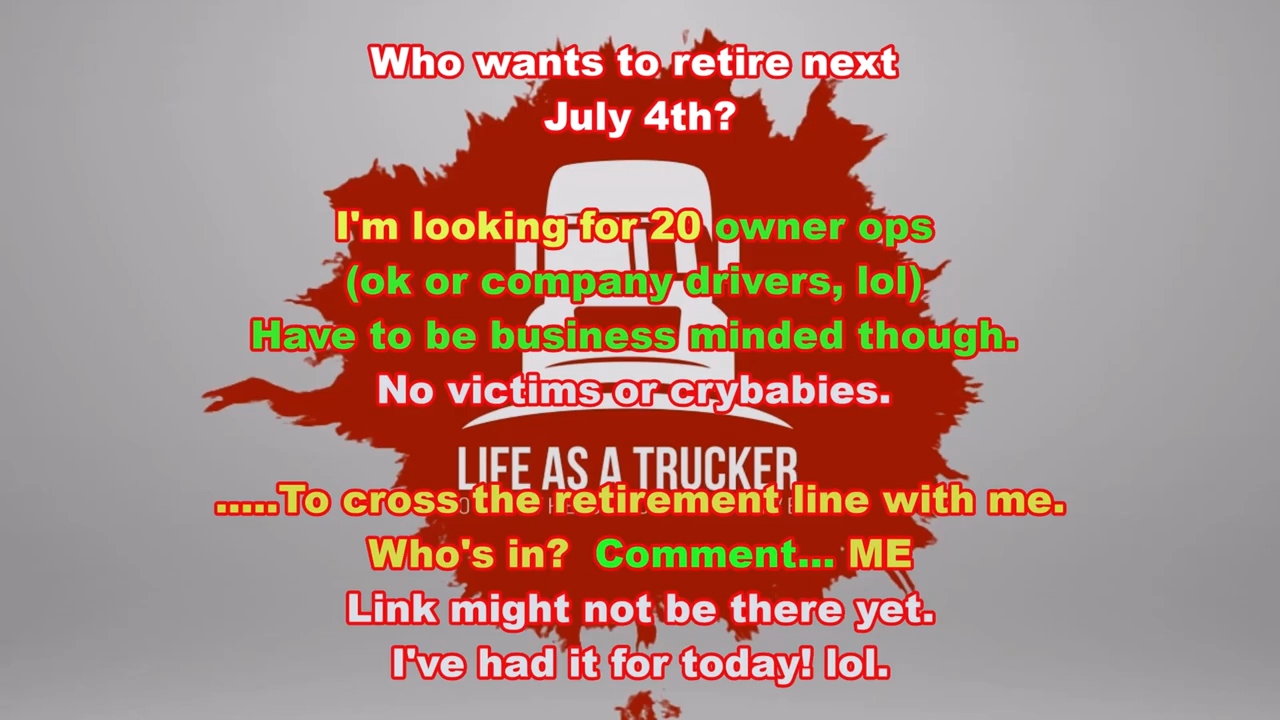 Who wants to retire next
July 4th?
I'm looking for 20 owner ops
(ok or company drivers, lol)
Have to be business minded though.
No victims or crybabies.
LIFE AS A TRUCKER
.....To cross the retirement line with me.
Who's in? Comment... ME
Link might not be there yet.
I've had it for today! lol.